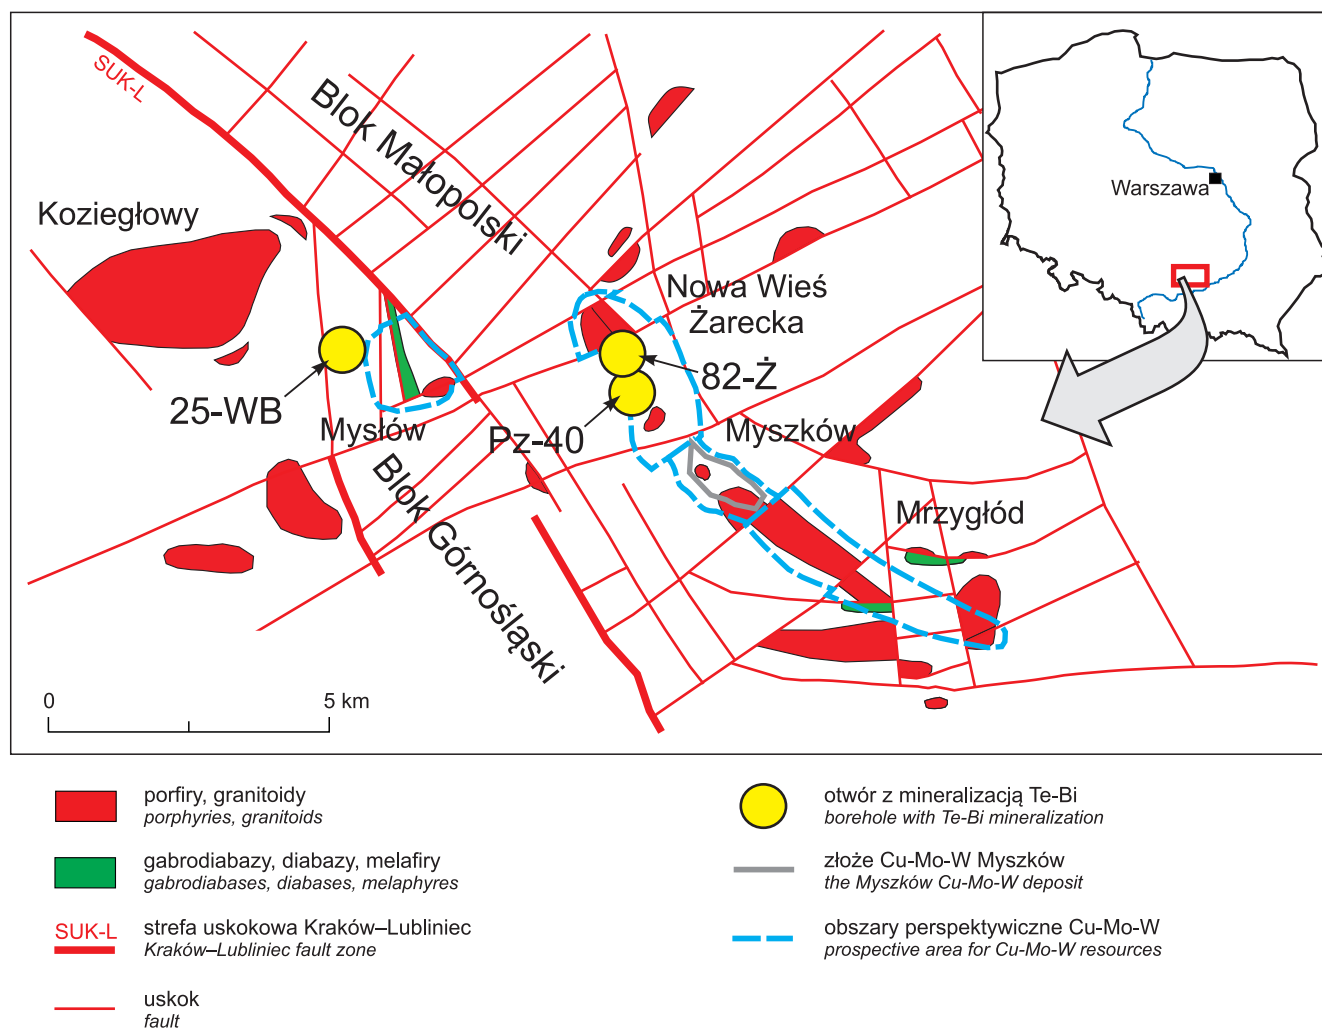 SUK-L
Blok Małopolski
Koziegłowy
Warszawa
Nowa Wieś
Żarecka
82-Ż
25-WB
Mysłów
Pz-40
Myszków
Blok Górnośląski
Mrzygłód
0
5 km
porfiry, granitoidy
porphyries, granitoids
gabrodiabazy, diabazy, melafiry
gabrodiabases, diabases, melaphyres
SUK-L
strefa uskokowa Kraków–Lubliniec
Kraków–Lubliniec fault zone
uskok
fault
otwór z mineralizacją Te-Bi
borehole with Te-Bi mineralization
złoże Cu-Mo-W Myszków
the Myszków Cu-Mo-W deposit
obszary perspektywiczne Cu-Mo-W
prospective area for Cu-Mo-W resources